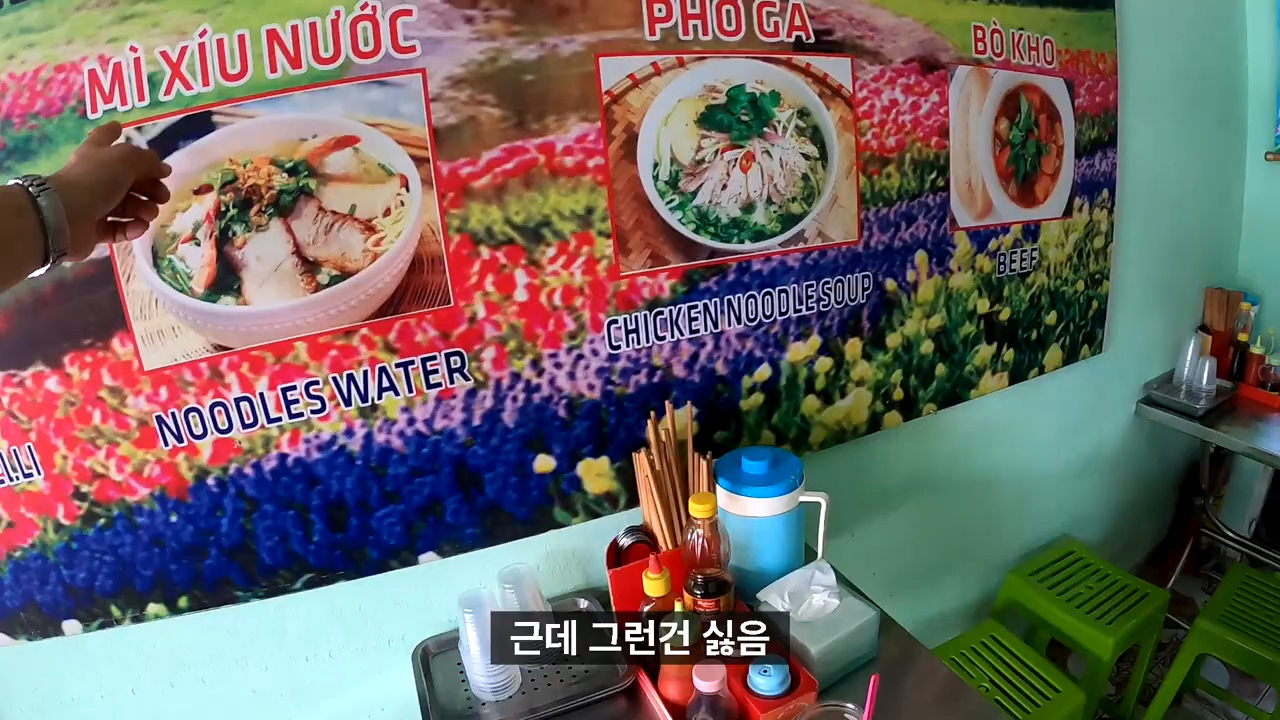 MÌ XÍU NƯỚC
PHỞ GÀ
BÒ KHO
BEEF
CHICKEN NOODLE SOUP
NOODLES WATER
근데 그런건 싫음